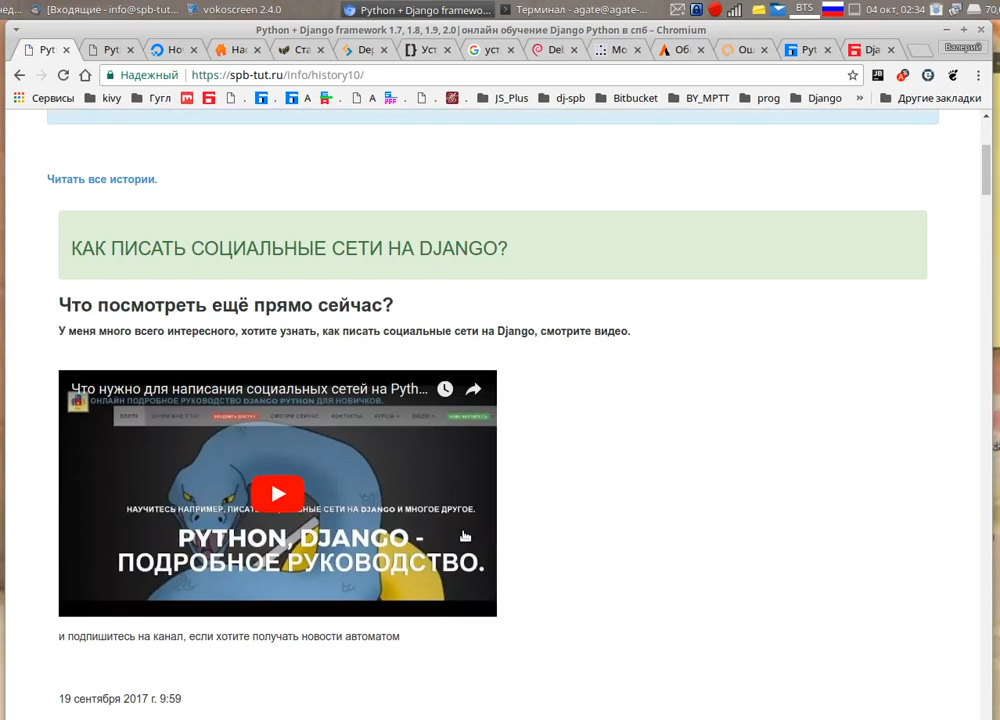 [Входящие - info@spb-tut...
vokoscreen 2.4.0
Python + Django framewo...
Терминал - agate@agate-...
BTS
04 окт, 02:34
Python + Django framework 1.7, 1.8, 1.9, 2.0|онлайн обучение Django Python в спб – Chromium
Валерий
Надежный
https://spb-tut.ru/info/history10/
Сервисы
kivy
Гугл
JS_Plus
dj-spb
Bitbucket
BY_MPTT
prog
Django
»
Другие закладки
Читать все истории.
КАК ПИСАТЬ СОЦИАЛЬНЫЕ СЕТИ НА DJANGO?
Что посмотреть ещё прямо сейчас?
У меня много всего интересного, хотите узнать, как писать социальные сети на Django, смотрите видео.
Что нужно для написания социальных сетей на Pyth...
ОНЛАЙН ПОДРОБНОЕ РУКОВОДСТВО DJANGO PYTHON ДЛЯ НОВИЧКОВ.
PYTHON, DJANGO -
ПОДРОБНОЕ РУКОВОДСТВО.
и подпишитесь на канал, если хотите получать новости автоматом
19 сентября 2017 г. 9:59